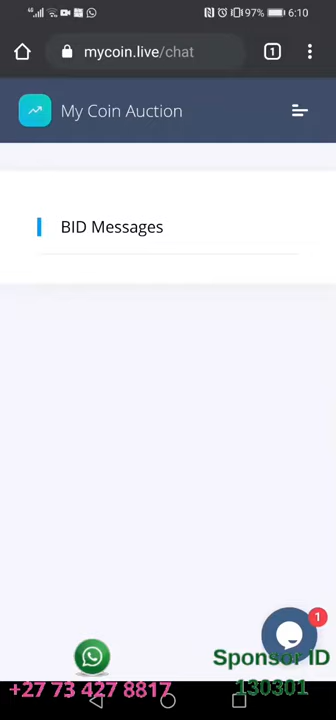 97% 6:10
mycoin.live/chat
1
My Coin Auction
BID Messages
1
Sponsor ID
130301
+27 73 427 8817